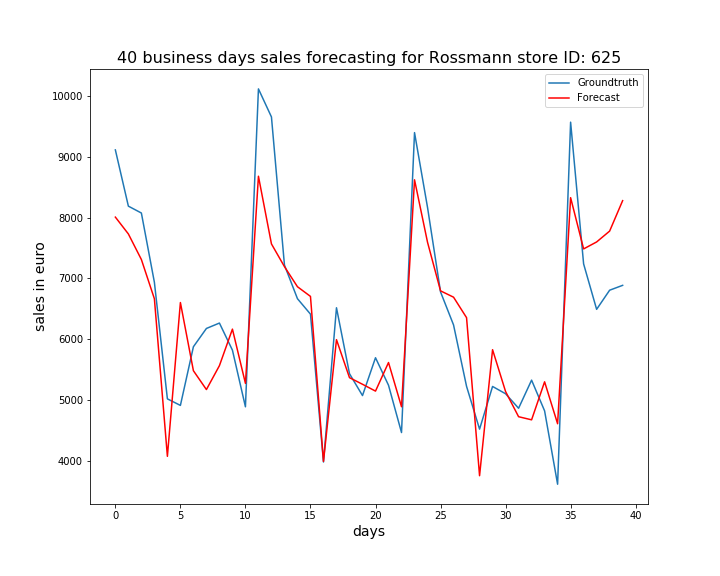 40 business days sales forecasting for Rossmann store ID: 625
Groundtruth
Forecast
sales in euro
10000
9000
8000
7000
6000
5000
4000
0 5 10 15 20 25 30 35 40
days